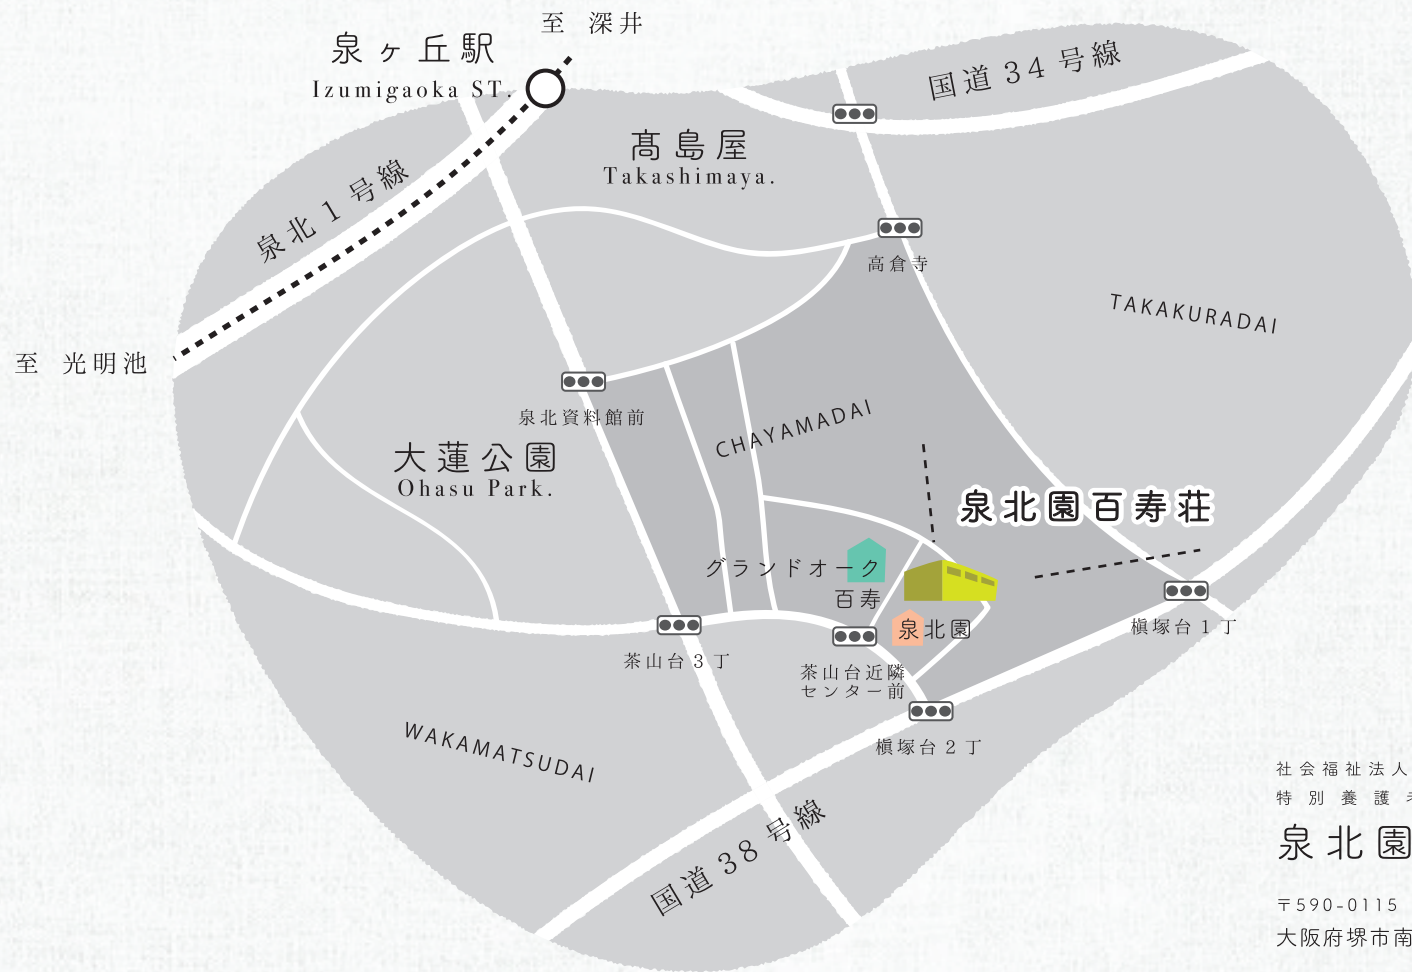 至 深井
泉ヶ丘駅
Izumigaoka ST.
国道34号線
髙島屋
Takashimaya.
泉北1号線
高倉寺
TAKAKURADAI
至 光明池
泉北資料館前
CHAYAMADAI
大蓮公園
Ohasu Park.
泉北園百寿荘
グランドオーク
百寿
泉北園
槇塚台1丁
茶山台3丁
茶山台近隣
センター前
槇塚台2丁
WAKAMATSUDAI
国道38号線
社会福祉法人
特別養護
泉北園
〒590-0115
大阪府堺市南